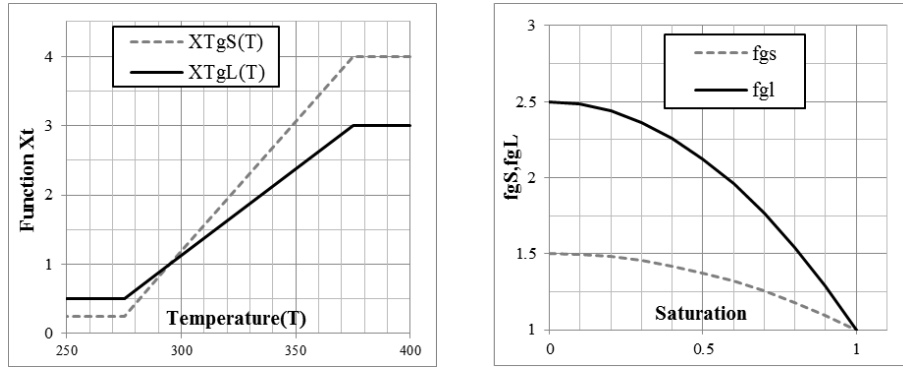 XTgS(T)
XTgL(T)
4
3
2
1
0
Function Xt
Temperature(T)
250
300
350
400
fgs
fgl
3
2.5
2
1.5
1
fgS,fgL
Saturation
0
0.5
1